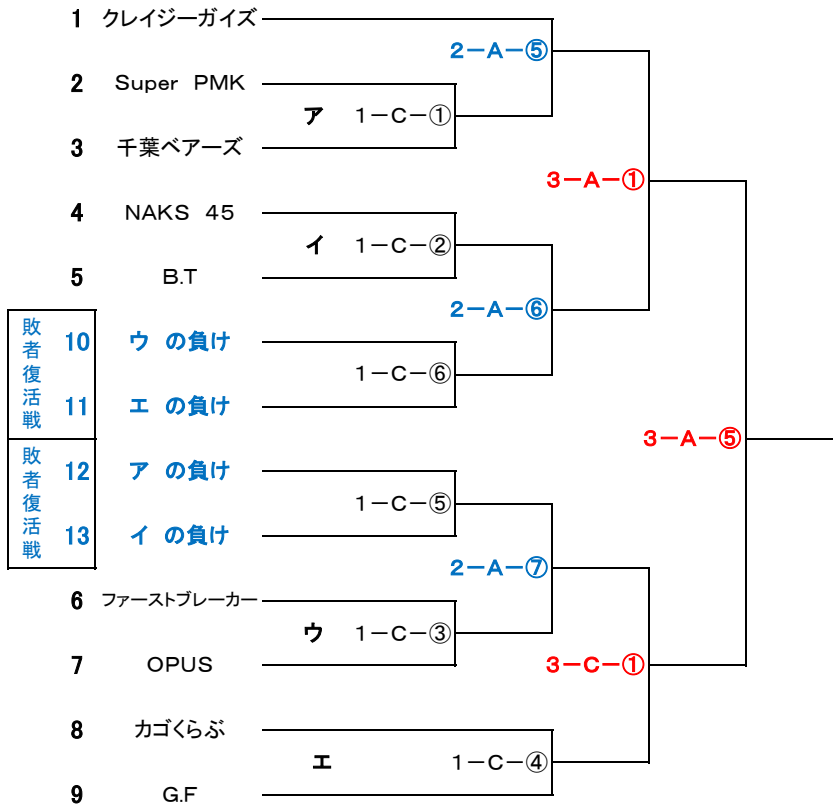 1 クレイジーガイズ
2－A－⑤
2 Super PMK
ア 1－C－①
3 千葉ベアーズ
3－A－①
4 NAKS 45
イ 1－C－②
5 B.T
2－A－⑥
敗者復活戦
10 ウ の負け
1－C－⑥
11 エ の負け
3－A－⑤
敗者復活戦
12 ア の負け
1－C－⑤
13 イ の負け
2－A－⑦
6 ファーストブレーカー
ウ 1－C－③
7 OPUS
3－C－①
8 カゴくらぶ
エ 1－C－④
9 G.F